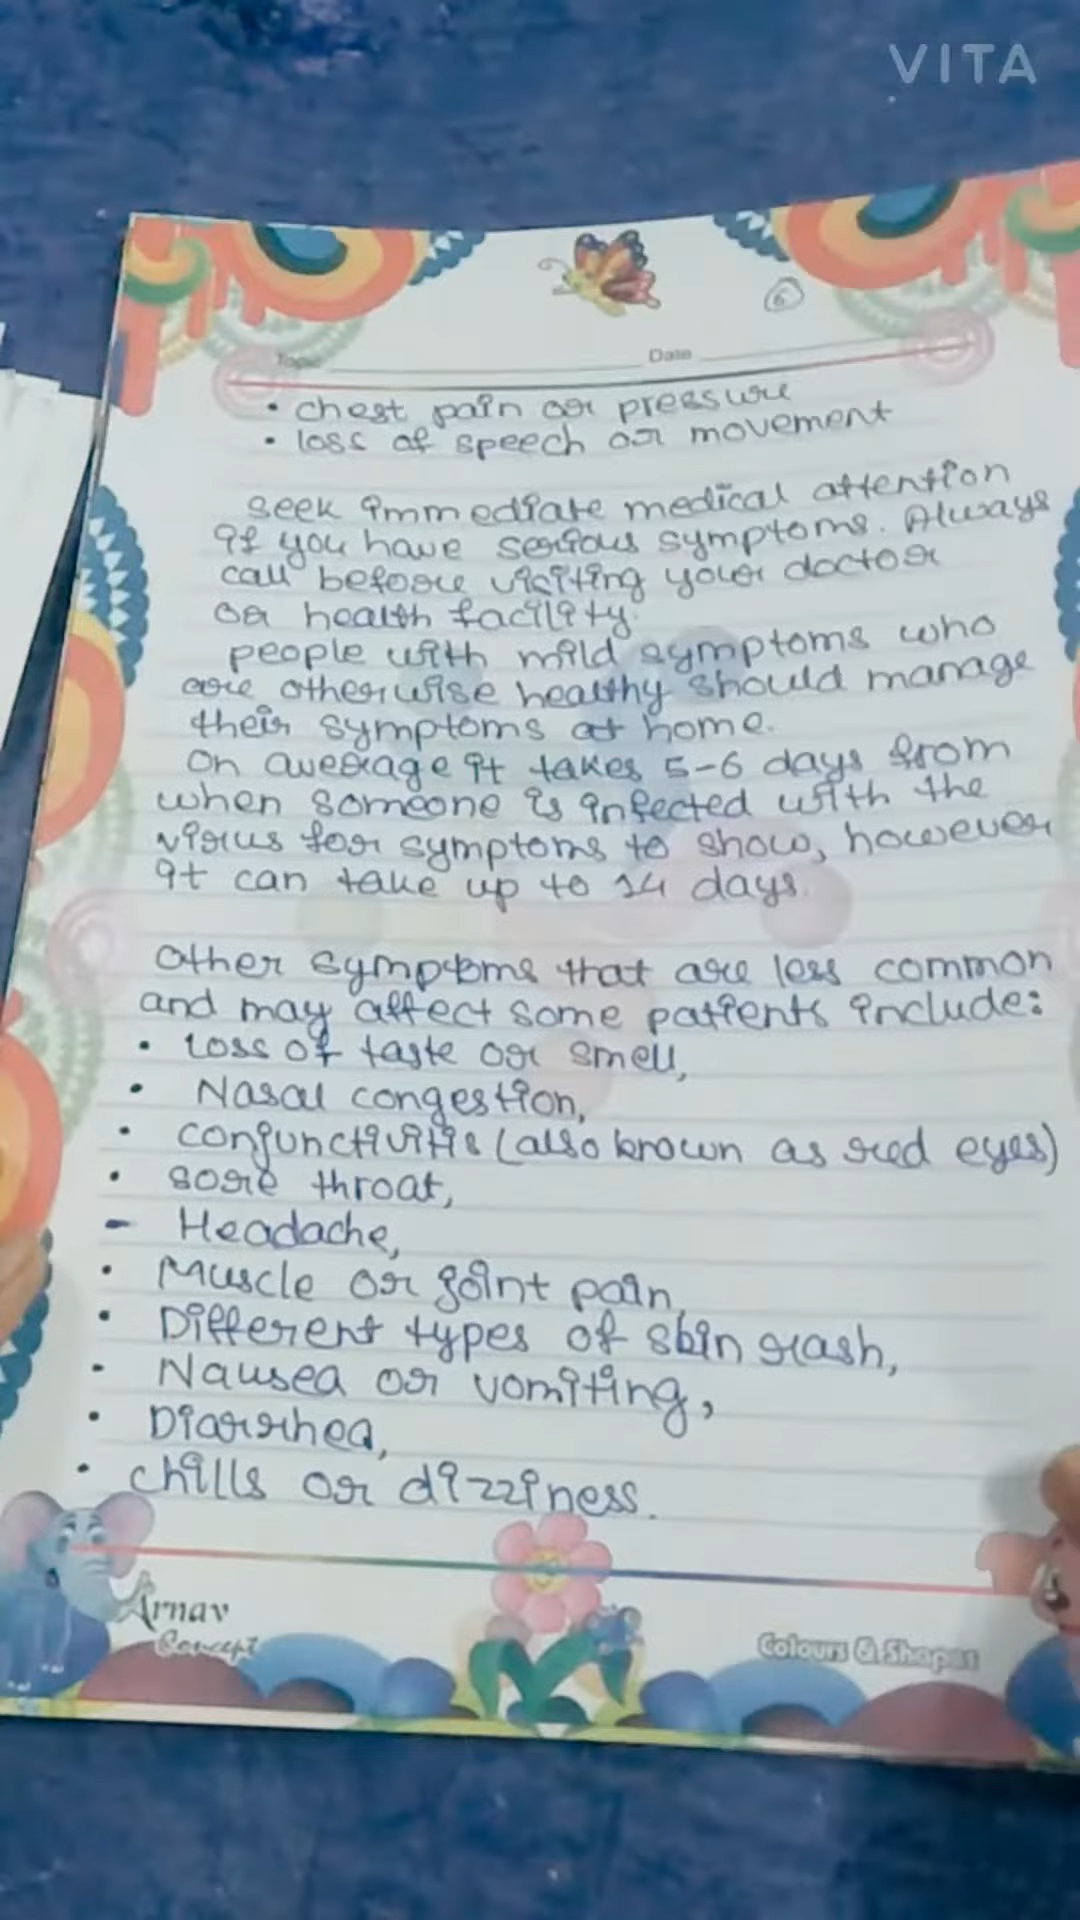 VITA
6
Topic Date
• chest pain or pressure
• loss of speech or movement
seek immediate medical attention
if you have serious symptoms. Always
call before visiting your doctor
or health facility.
people with mild symptoms who
are otherwise healthy should manage
their symptoms at home.
on average it takes 5-6 days from
when someone is infected with the
virus for symptoms to show, however
it can take up to 14 days.
other symptoms that are less common
and may affect some patients include:
• Loss of taste or smell,
• Nasal congestion,
• conjunctivitis (also known as red eyes)
• sore throat,
- Headache,
• Muscle or joint pain,
• Different types of skin rash,
• Nausea or vomiting,
• Diarrhea,
• chills or dizziness.
Arnav
Concept
Colours & Shapes